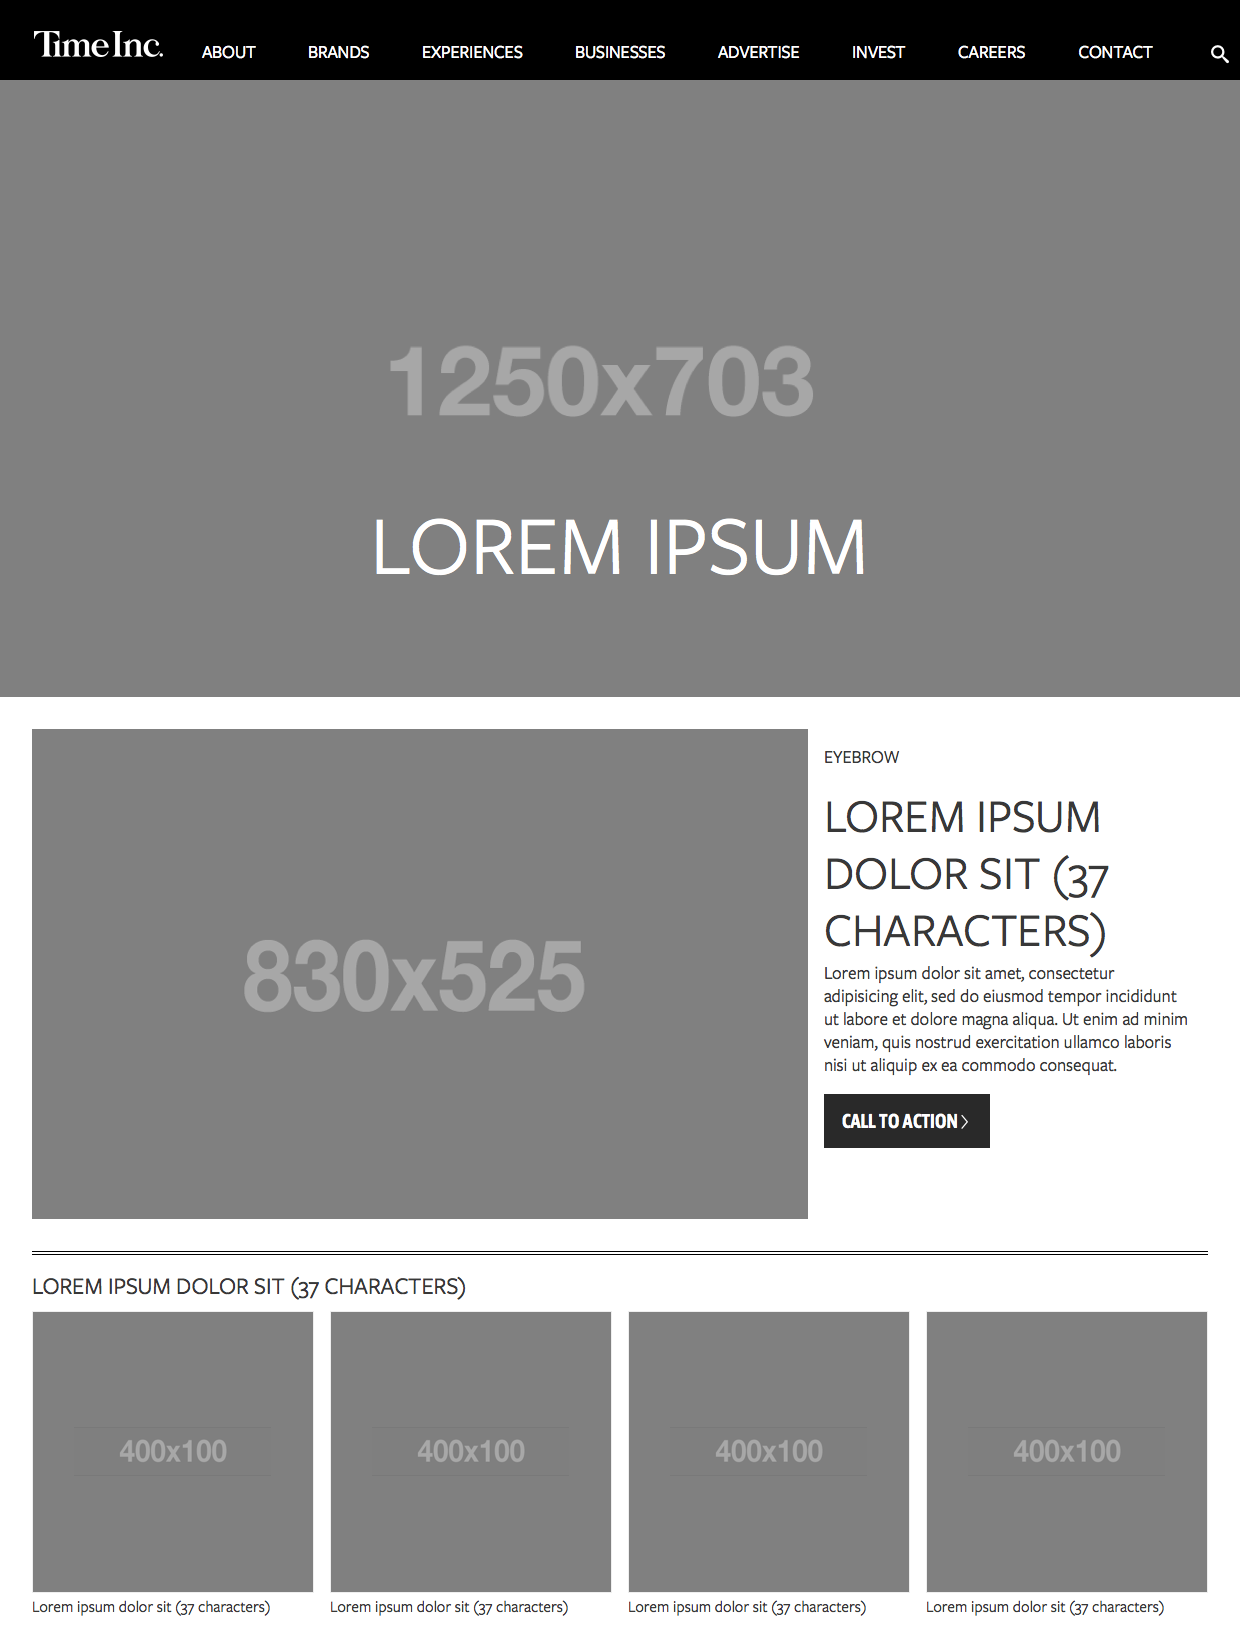 Time Inc.
ABOUT BRANDS EXPERIENCES BUSINESSES ADVERTISE INVEST CAREERS CONTACT
1250x703
LOREM IPSUM
830x525
EYEBROW
LOREM IPSUM
DOLOR SIT (37
CHARACTERS)
Lorem ipsum dolor sit amet, consectetur
adipisicing elit, sed do eiusmod tempor incididunt
ut labore et dolore magna aliqua. Ut enim ad minim
veniam, quis nostrud exercitation ullamco laboris
nisi ut aliquip ex ea commodo consequat.
CALL TO ACTION >
LOREM IPSUM DOLOR SIT (37 CHARACTERS)
400x100 400x100 400x100 400x100
Lorem ipsum dolor sit (37 characters) Lorem ipsum dolor sit (37 characters) Lorem ipsum dolor sit (37 characters) Lorem ipsum dolor sit (37 characters)